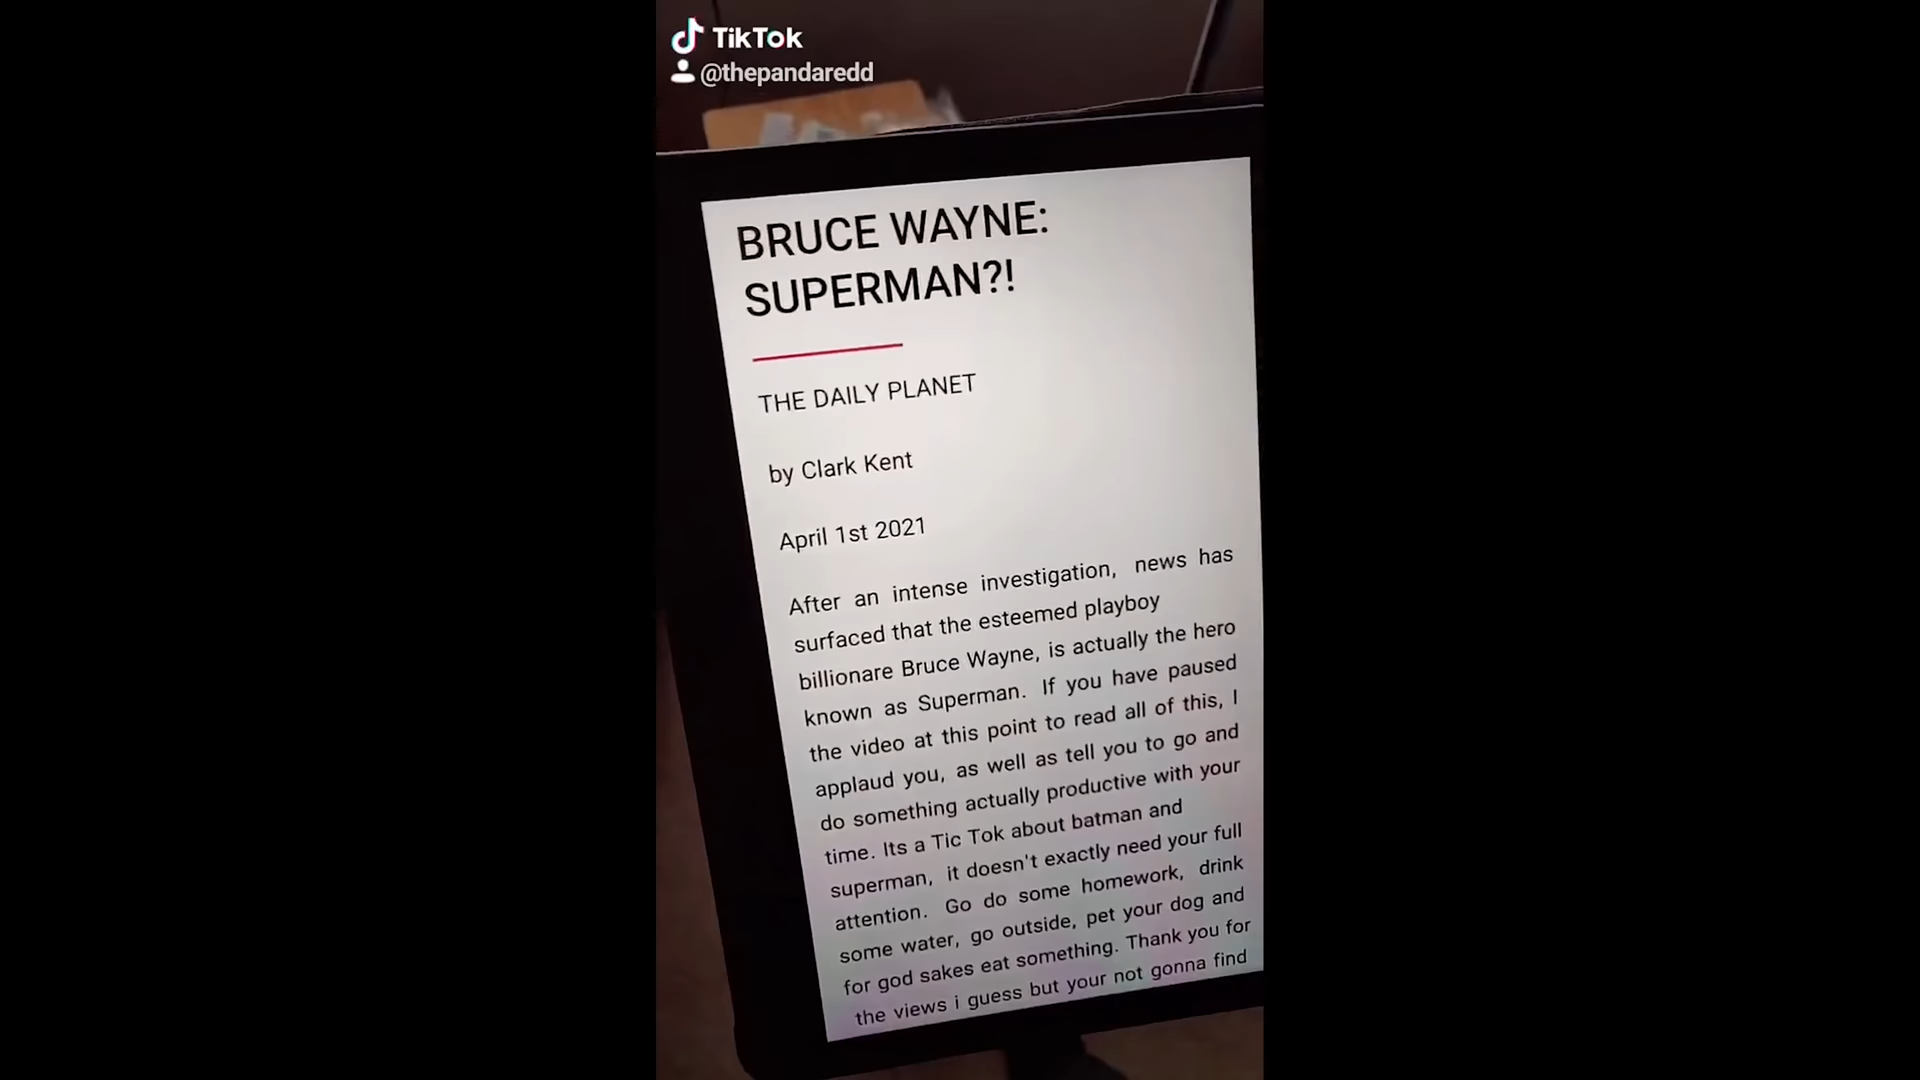 TikTok
@thepandaredd
BRUCE WAYNE:
SUPERMAN?!
THE DAILY PLANET
by Clark Kent
April 1st 2021
After an intense investigation, news has
surfaced that the esteemed playboy
billionare Bruce Wayne, is actually the hero
known as Superman. If you have paused
the video at this point to read all of this, I
applaud you, as well as tell you to go and
do something actually productive with your
time. Its a Tic Tok about batman and
superman, it doesn't exactly need your full
attention. Go do some homework, drink
some water, go outside, pet your dog and
for god sakes eat something. Thank you for
the views i guess but your not gonna find